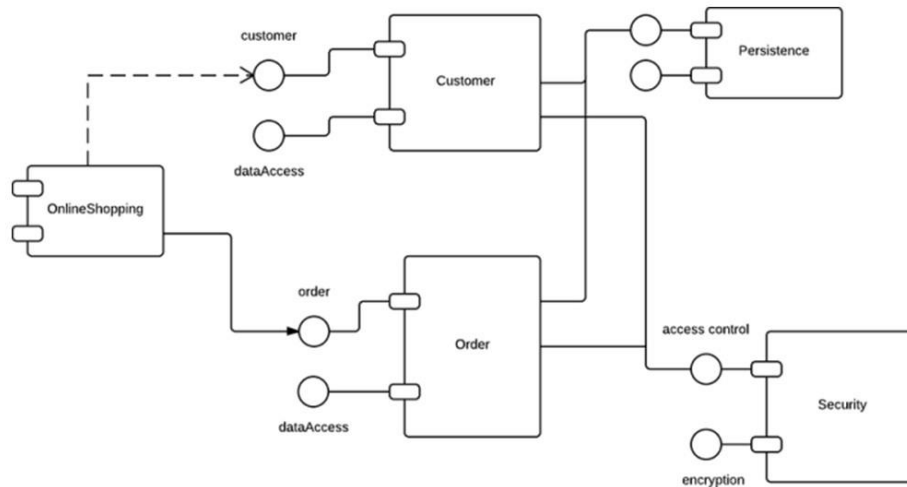 customer
Persistence
Customer
dataAccess
OnlineShopping
order
access control
Order
Security
dataAccess
encryption